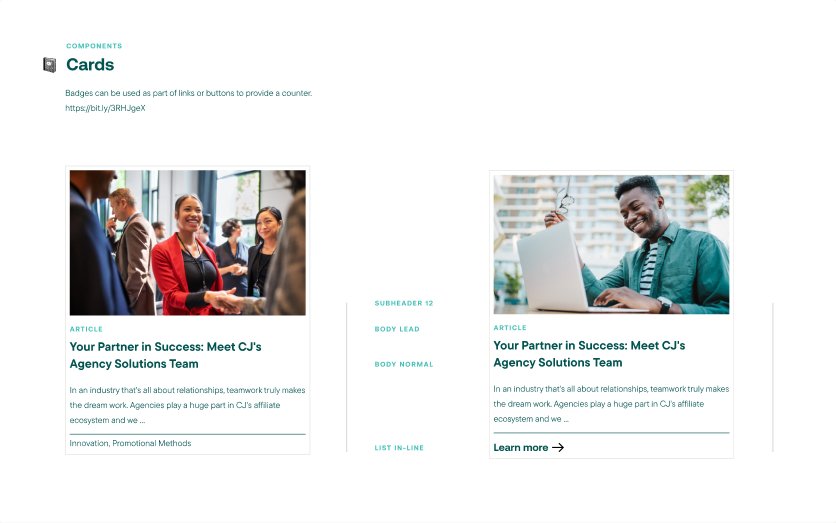 COMPONENTS
Cards
Badges can be used as part of links or buttons to provide a counter.
https://bit.ly/3RHJgeX
ARTICLE
Your Partner in Success: Meet CJ's
Agency Solutions Team
In an industry that's all about relationships, teamwork truly makes
the dream work. Agencies play a huge part in CJ's affiliate
ecosystem and we ...
Innovation, Promotional Methods
SUBHEADER 12
BODY LEAD
BODY NORMAL
LIST IN-LINE
ARTICLE
Your Partner in Success: Meet CJ's
Agency Solutions Team
In an industry that's all about relationships, teamwork truly makes
the dream work. Agencies play a huge part in CJ's affiliate
ecosystem and we ...
Learn more